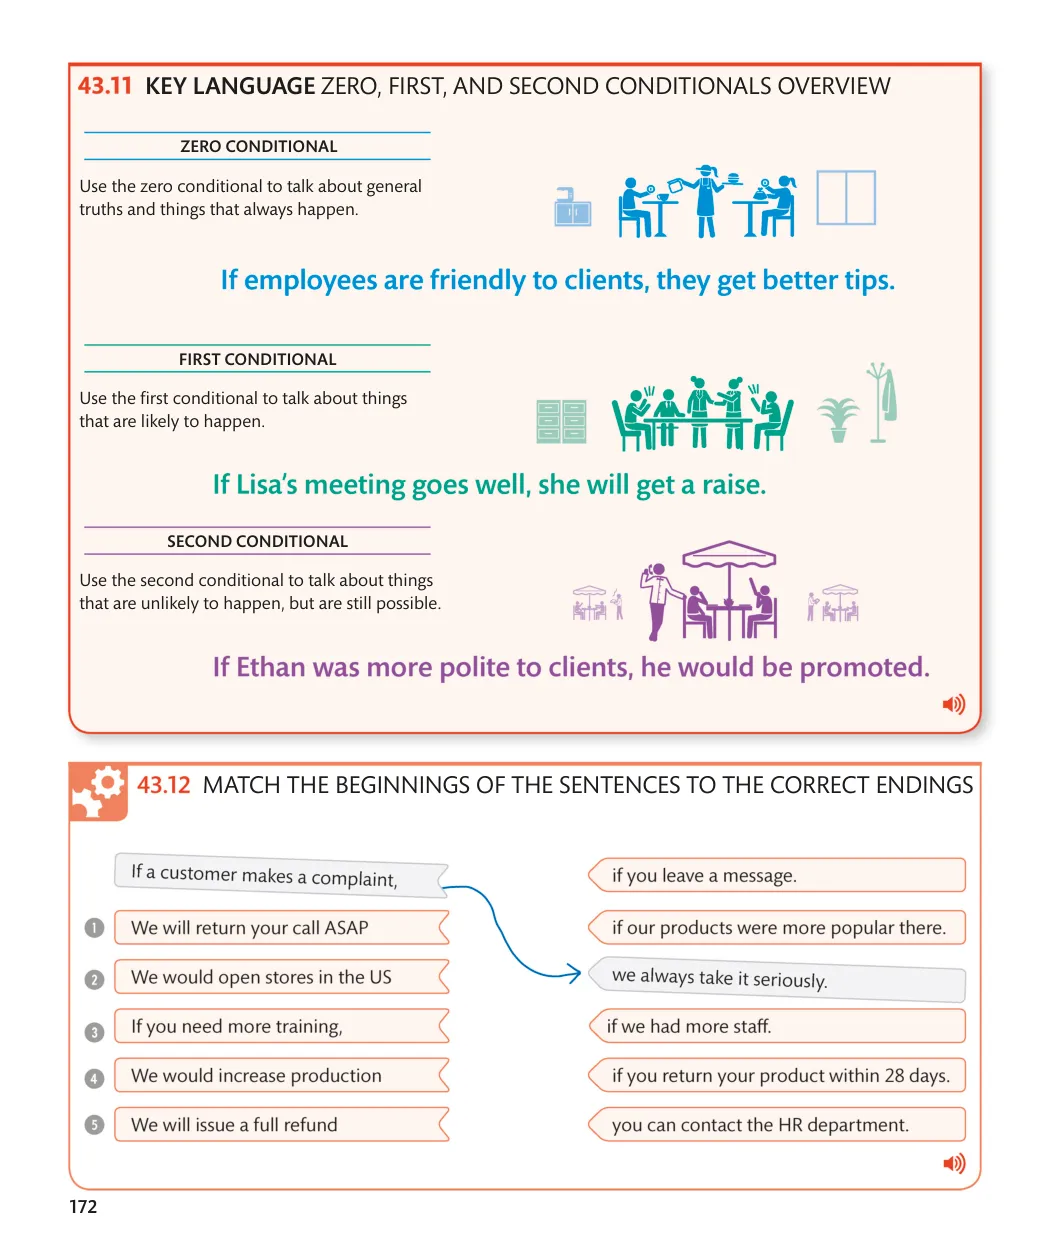 43.11 KEY LANGUAGE ZERO, FIRST, AND SECOND CONDITIONALS OVERVIEW
ZERO CONDITIONAL
Use the zero conditional to talk about general
truths and things that always happen.
If employees are friendly to clients, they get better tips.
FIRST CONDITIONAL
Use the first conditional to talk about things
that are likely to happen.
If Lisa's meeting goes well, she will get a raise.
SECOND CONDITIONAL
Use the second conditional to talk about things
that are unlikely to happen, but are still possible.
If Ethan was more polite to clients, he would be promoted.
43.12 MATCH THE BEGINNINGS OF THE SENTENCES TO THE CORRECT ENDINGS
If a customer makes a complaint,
if you leave a message.
1 We will return your call ASAP
if our products were more popular there.
2 We would open stores in the US
we always take it seriously.
3 If you need more training,
if we had more staff.
4 We would increase production
if you return your product within 28 days.
5 We will issue a full refund
you can contact the HR department.
172